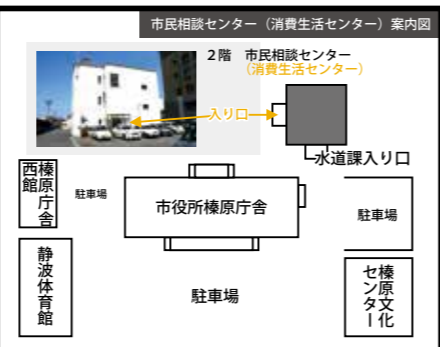 市民相談センター（消費生活センター）案内図
２階　市民相談センター
（消費生活センター）
入り口
水道課入り口
榛原庁舎
西館
駐車場
市役所榛原庁舎
駐車場
静波体育館
駐車場
榛原文化
センター